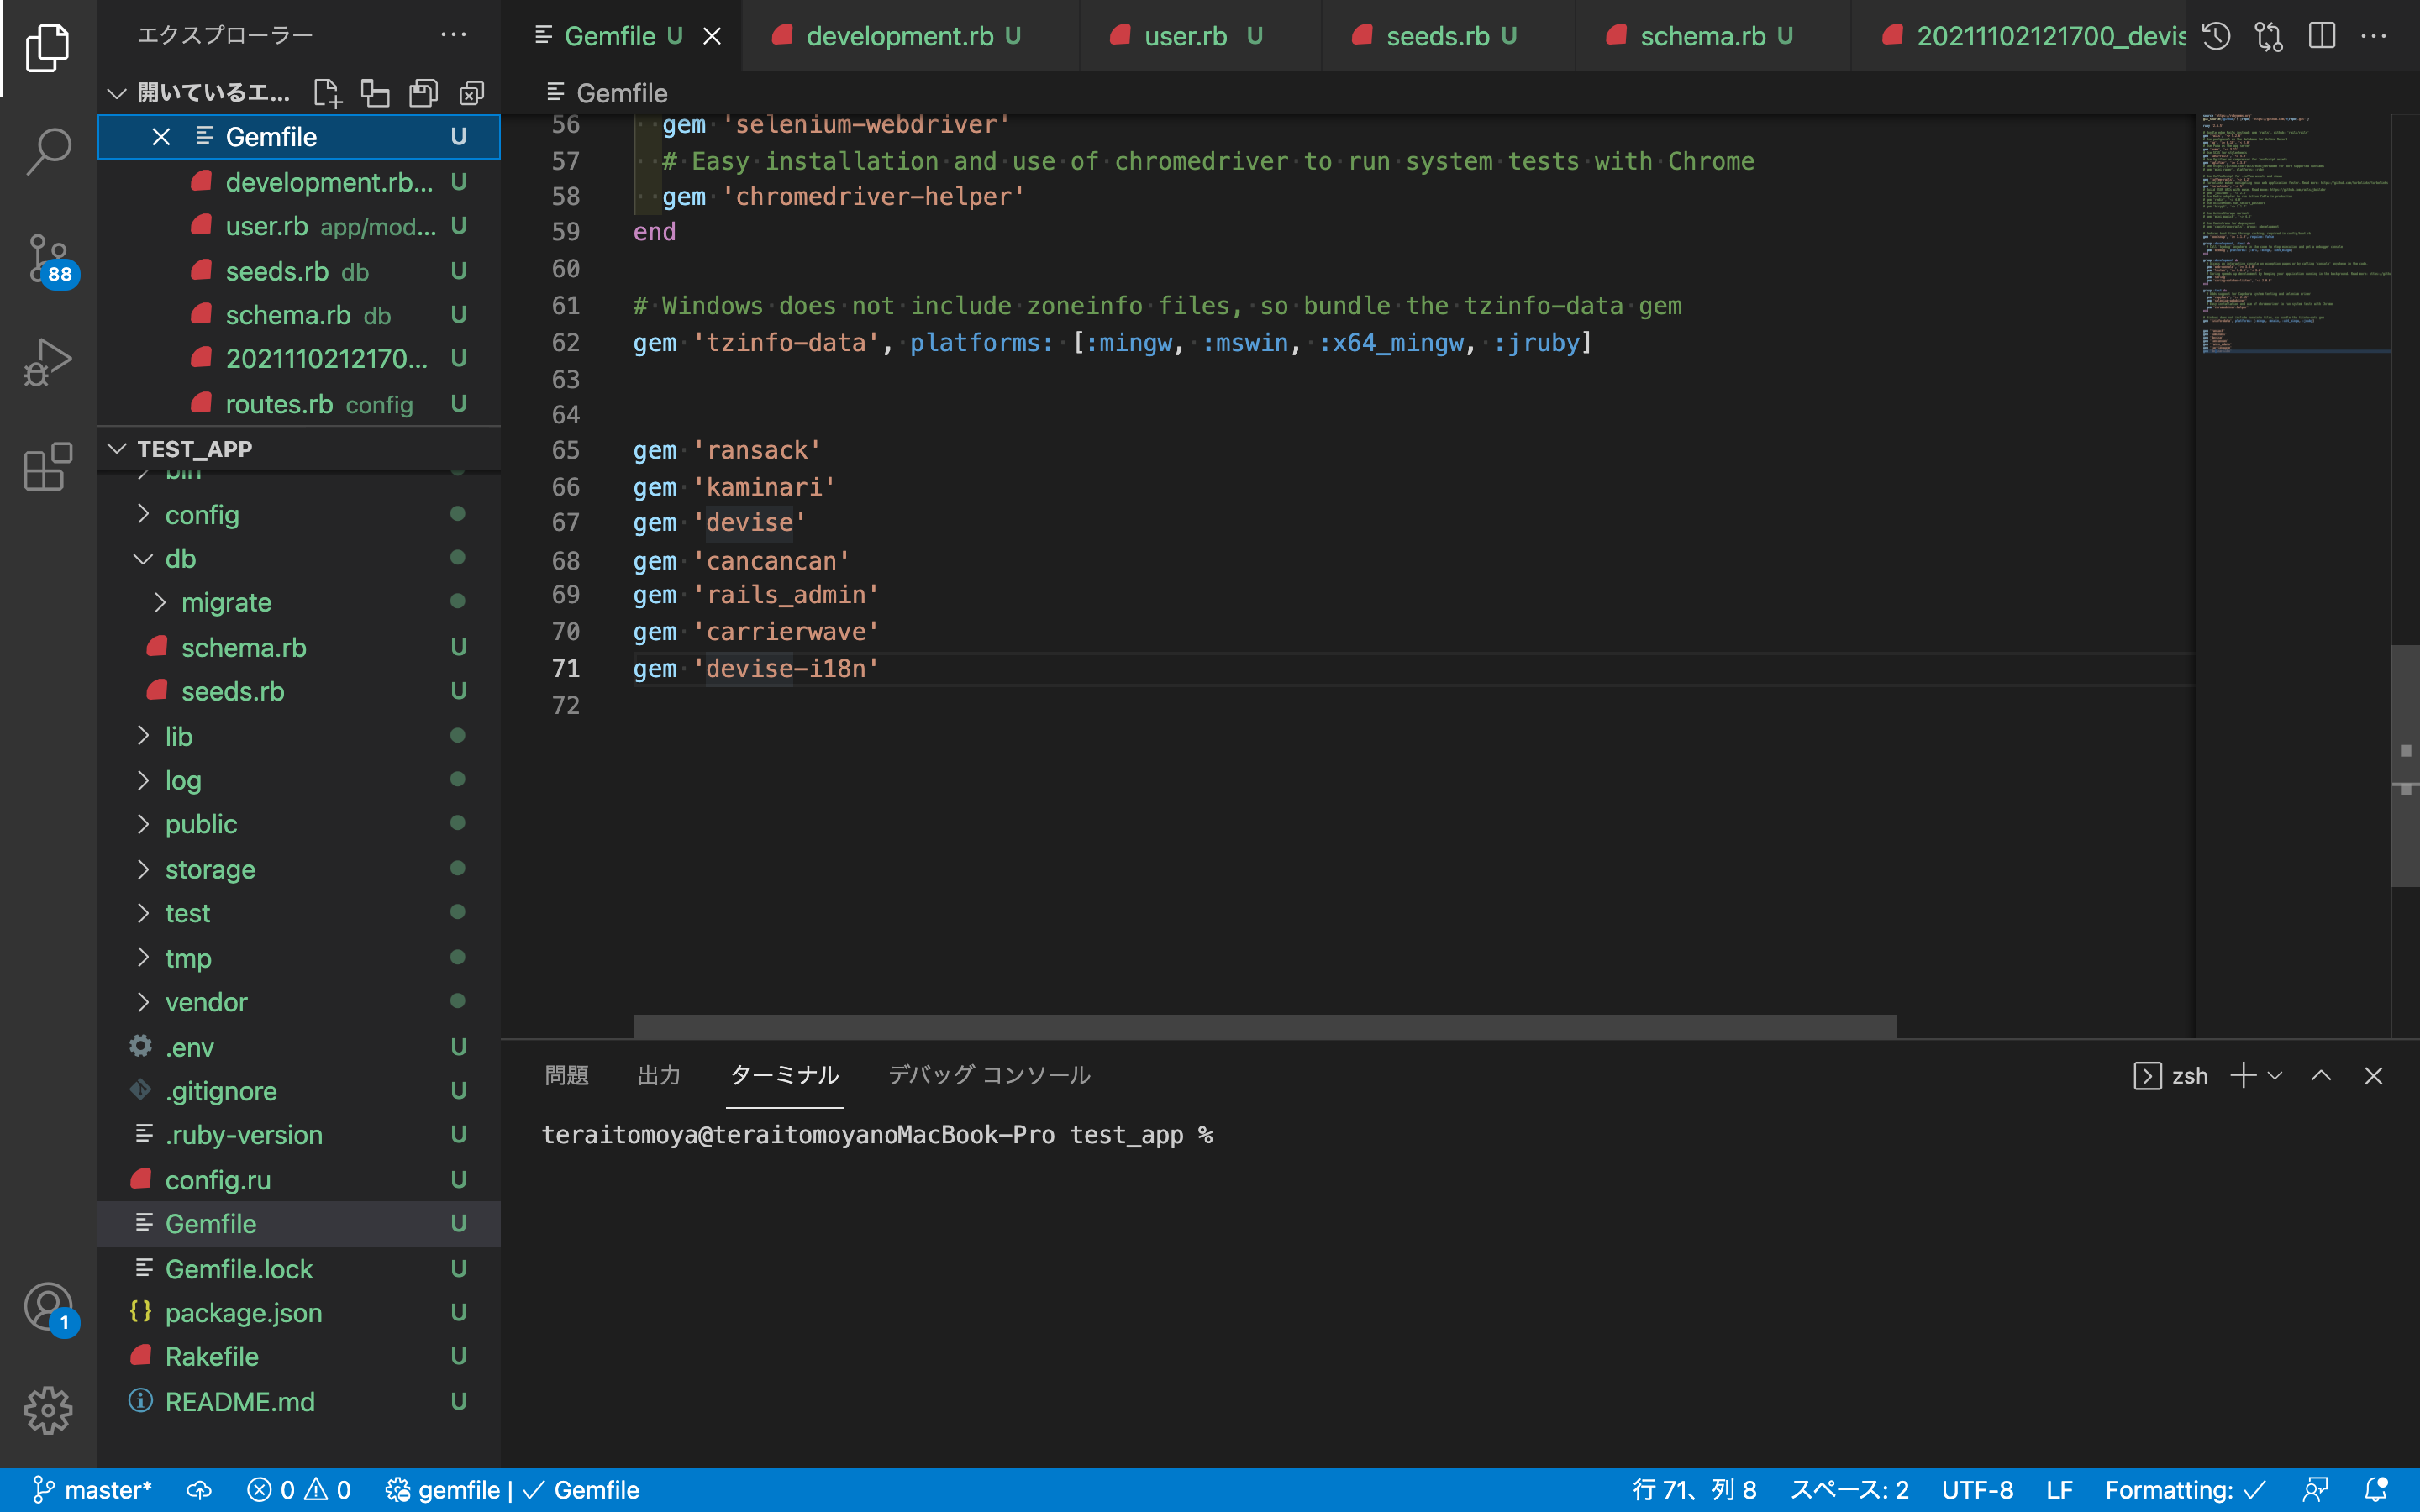 エクスプローラー
開いているエ...
Gemfile U
development.rb... U
user.rb app/mod... U
seeds.rb db U
schema.rb db U
2021110212170... U
routes.rb config U
TEST_APP
bin
config
db
migrate
schema.rb U
seeds.rb U
lib
log
public
storage
test
tmp
vendor
.env U
.gitignore U
.ruby-version U
config.ru U
Gemfile U
Gemfile.lock U
package.json U
Rakefile U
README.md U
88
1
Gemfile U
development.rb U
user.rb U
seeds.rb U
schema.rb U
20211102121700_devis
Gemfile
56 gem 'selenium-webdriver'
57 # Easy installation and use of chromedriver to run system tests with Chrome
58 gem 'chromedriver-helper'
59 end
60
61 # Windows does not include zoneinfo files, so bundle the tzinfo-data gem
62 gem 'tzinfo-data', platforms: [:mingw, :mswin, :x64_mingw, :jruby]
63
64
65 gem 'ransack'
66 gem 'kaminari'
67 gem 'devise'
68 gem 'cancancan'
69 gem 'rails_admin'
70 gem 'carrierwave'
71 gem 'devise-i18n'
72
問題 出力 ターミナル デバッグ コンソール
zsh
teraitomoya@teraitomoyanoMacBook-Pro test_app %
master* 0 0 gemfile | ✓ Gemfile
行 71、列 8 スペース: 2 UTF-8 LF Formatting: ✓